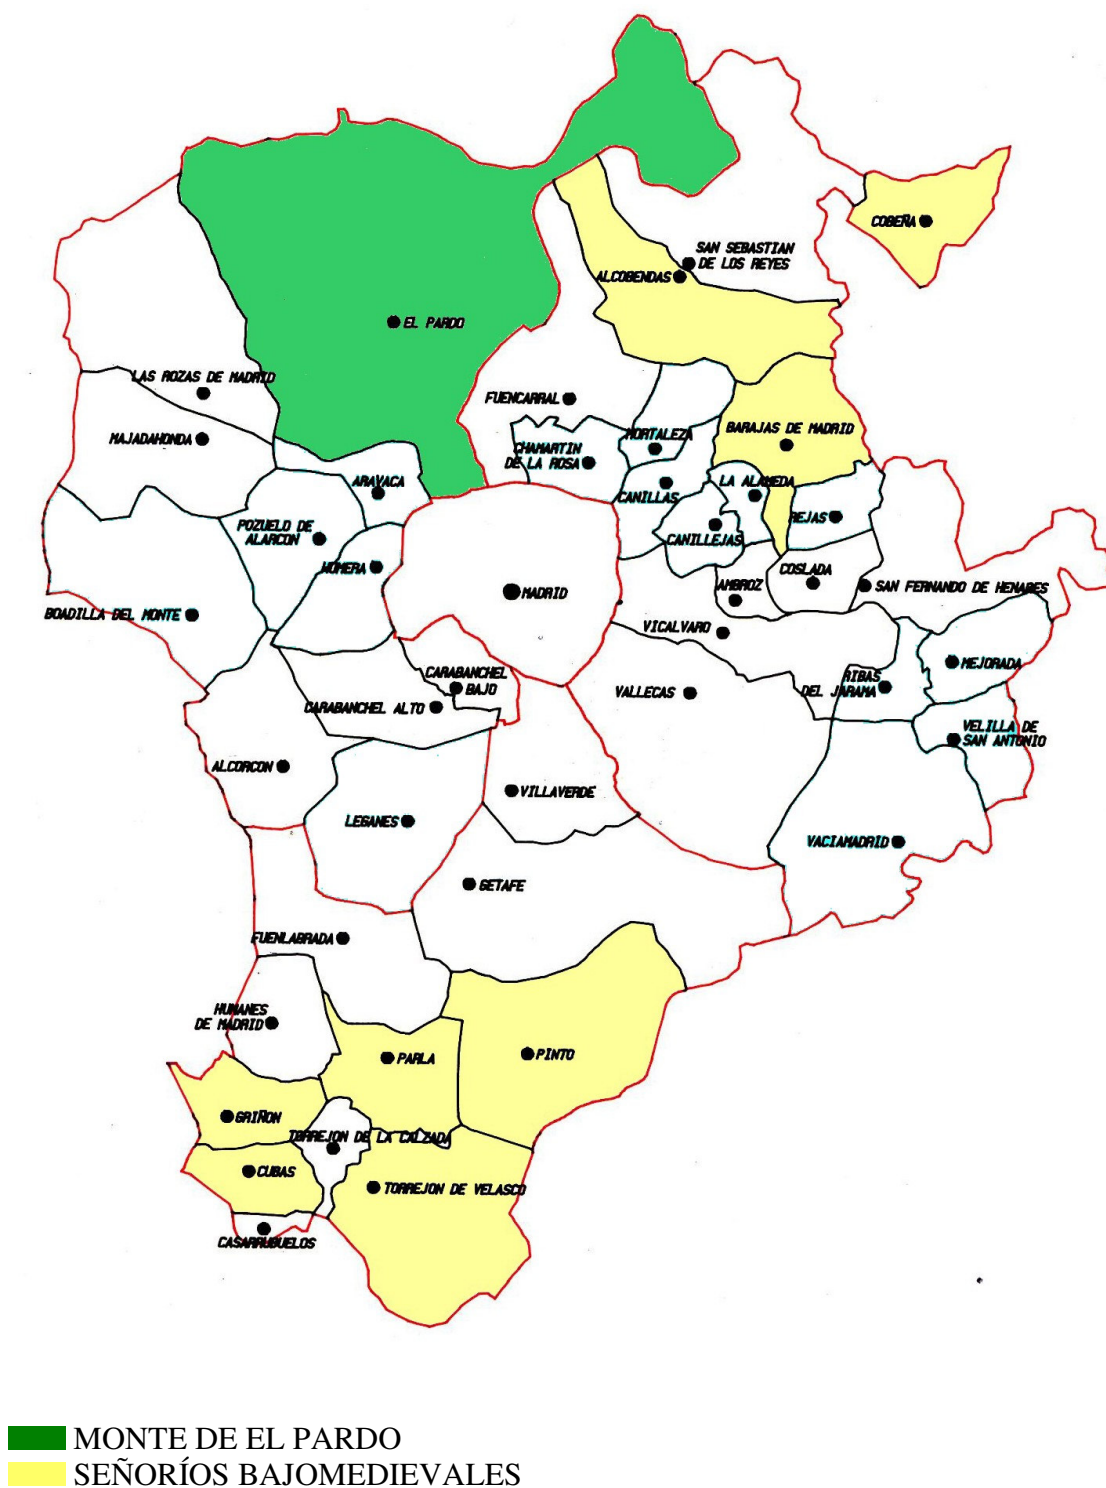 COBEÑA
SAN SEBASTIAN
DE LOS REYES
ALCOBENDAS
EL PARDO
LAS ROZAS DE MADRID
FUENCARRAL
MAJADAHONDA
HORTALEZA
BARAJAS DE MADRID
CHAMARTIN
DE LA ROSA
ARAVACA
CANILLAS
LA ALAMEDA
REJAS
POZUELO DE
ALARCON
CANILLEJAS
HUMERA
COSLADA
MADRID
AMBROZ
SAN FERNANDO DE HENARES
BOADILLA DEL MONTE
VICALVARO
MEJORADA
CARABANCHEL
BAJO
RIBAS
DEL JARAMA
VALLECAS
CARABANCHEL ALTO
VELILLA DE
SAN ANTONIO
ALCORCON
VILLAVERDE
LEGANES
VACIAMADRID
GETAFE
FUENLABRADA
HUMANES
DE MADRID
PARLA
PINTO
GRIÑON
TORREJON DE LA CALZADA
CUBAS
TORREJON DE VELASCO
CASARRUBUELOS
MONTE DE EL PARDO
SEÑORÍOS BAJOMEDIEVALES